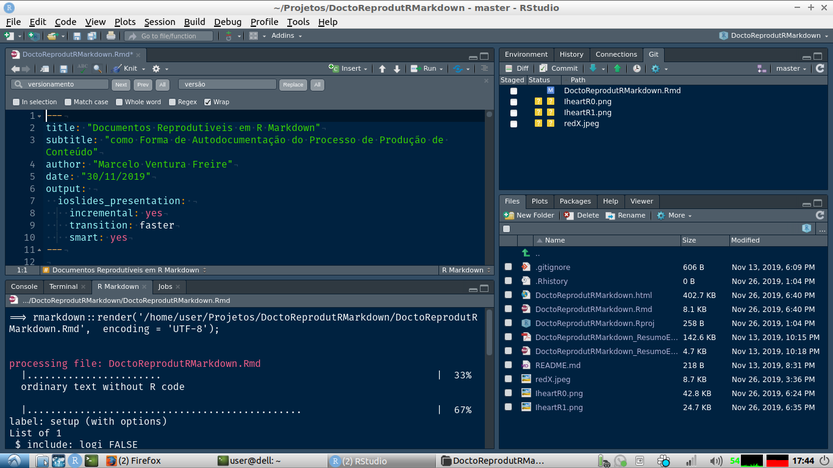 ~/Projetos/DoctoReprodutRMarkdown - master - RStudio
File Edit Code View Plots Session Build Debug Profile Tools Help
Go to file/function Addins DoctoReprodutRMarkdown
DoctoReprodutRMarkdown.Rmd*
Knit Insert Run
versionamento Next Prev All versão Replace All
In selection Match case Whole word Regex Wrap
1 ---
2 title: "Documentos Reprodutíveis em R Markdown"
3 subtitle: "como Forma de Autodocumentação do Processo de Produção de
Conteúdo"
4 author: "Marcelo Ventura Freire"
5 date: "30/11/2019"
6 output:
7 ioslides_presentation:
8 incremental: yes
9 transition: faster
10 smart: yes
11 ---
12
1:1 Documentos Reprodutíveis em R Markdown R Markdown
Console Terminal R Markdown Jobs
.../DoctoReprodutRMarkdown/DoctoReprodutRMarkdown.Rmd
==> rmarkdown::render('/home/user/Projetos/DoctoReprodutRMarkdown/DoctoReprodutR
Markdown.Rmd', encoding = 'UTF-8');
processing file: DoctoReprodutRMarkdown.Rmd
|...................... | 33%
ordinary text without R code
|........................................... | 67%
label: setup (with options)
List of 1
$ include: logi FALSE
Environment History Connections Git
Diff Commit master
Staged Status Path
M DoctoReprodutRMarkdown.Rmd
? ? IheartR0.png
? ? IheartR1.png
? ? redX.jpeg
Files Plots Packages Help Viewer
New Folder Delete Rename More
...
Name Size Modified
..
.gitignore 606 B Nov 13, 2019, 6:09 PM
.Rhistory 0 B Nov 26, 2019, 1:04 PM
DoctoReprodutRMarkdown.html 402.7 KB Nov 26, 2019, 6:40 PM
DoctoReprodutRMarkdown.Rmd 8.1 KB Nov 26, 2019, 6:40 PM
DoctoReprodutRMarkdown.Rproj 258 B Nov 26, 2019, 1:04 PM
DoctoReprodutRMarkdown_ResumoE... 142.6 KB Nov 13, 2019, 10:15 PM
DoctoReprodutRMarkdown_ResumoE... 4.7 KB Nov 13, 2019, 10:18 PM
README.md 218 B Nov 13, 2019, 8:31 PM
redX.jpeg 8.7 KB Nov 26, 2019, 3:36 PM
IheartR0.png 42.8 KB Nov 26, 2019, 6:24 PM
IheartR1.png 24.7 KB Nov 26, 2019, 6:35 PM
(2) Firefox user@dell: ~ (2) RStudio DoctoReprodutRMa... 54 17:44